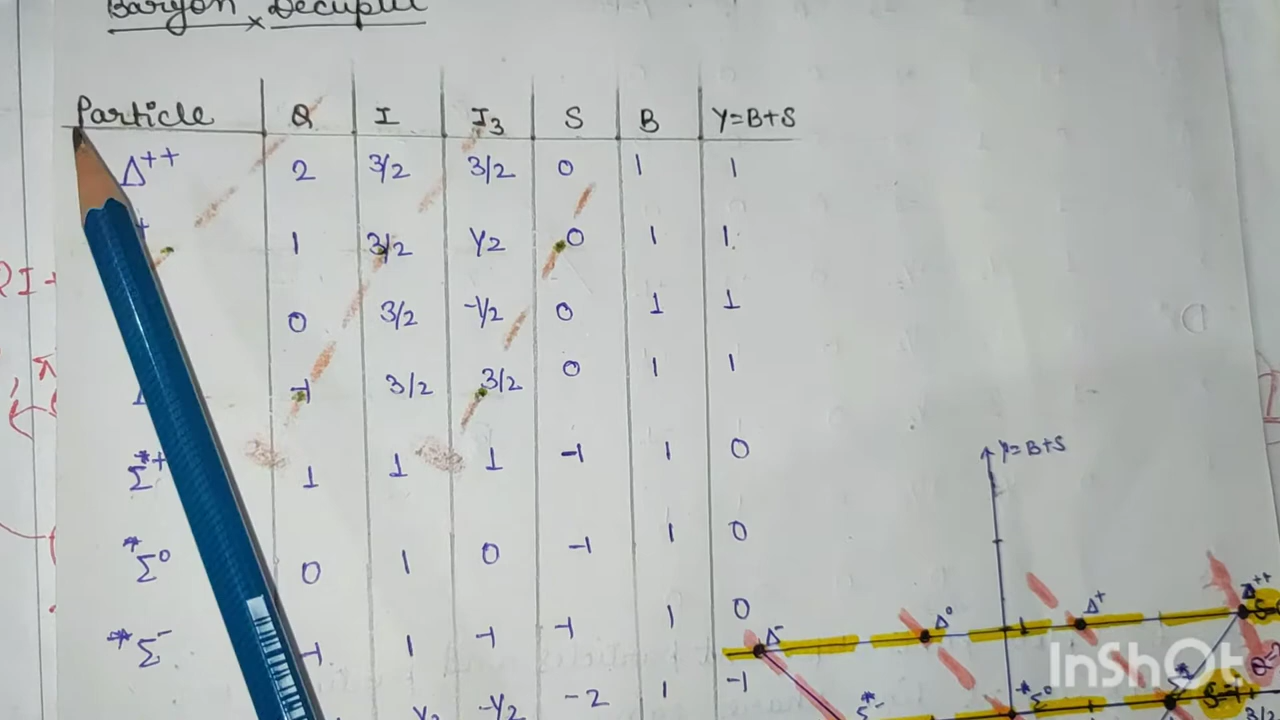 Baryon Decuplet
Particle Q I I3 S B Y=B+S
Δ++ 2 3/2 3/2 0 1 1
+ 1 3/2 1/2 0 1 1
0 3/2 -1/2 0 1 1
-1 3/2 3/2 0 1 1
Σ*+ 1 1 1 -1 1 0
*Σ0 0 1 0 -1 1 0
*Σ- -1 1 -1 -1 1 0
-1/2 -2 1 -1
Y=B+S
Δ- Δ0 Δ+ Δ++
*Σ- *Σ0
3/2
InShOt